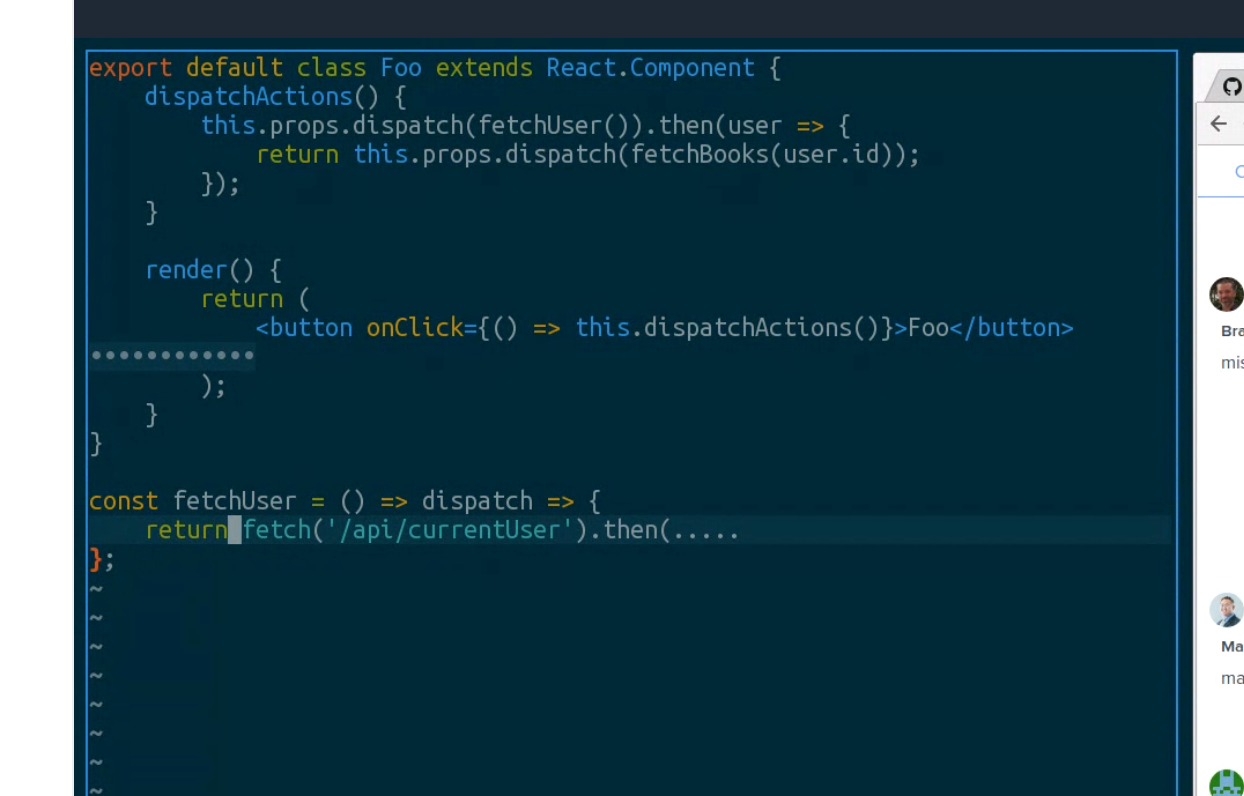 export default class Foo extends React.Component {
    dispatchActions() {
        this.props.dispatch(fetchUser()).then(user => {
            return this.props.dispatch(fetchBooks(user.id));
        });
    }
    render() {
        return (
            <button onClick={() => this.dispatchActions()}>Foo</button>
        );
    }
}
const fetchUser = () => dispatch => {
    return fetch('/api/currentUser').then(.....
};
~
~
~
~
~
~
~
~
Bra
mis
Ma
ma